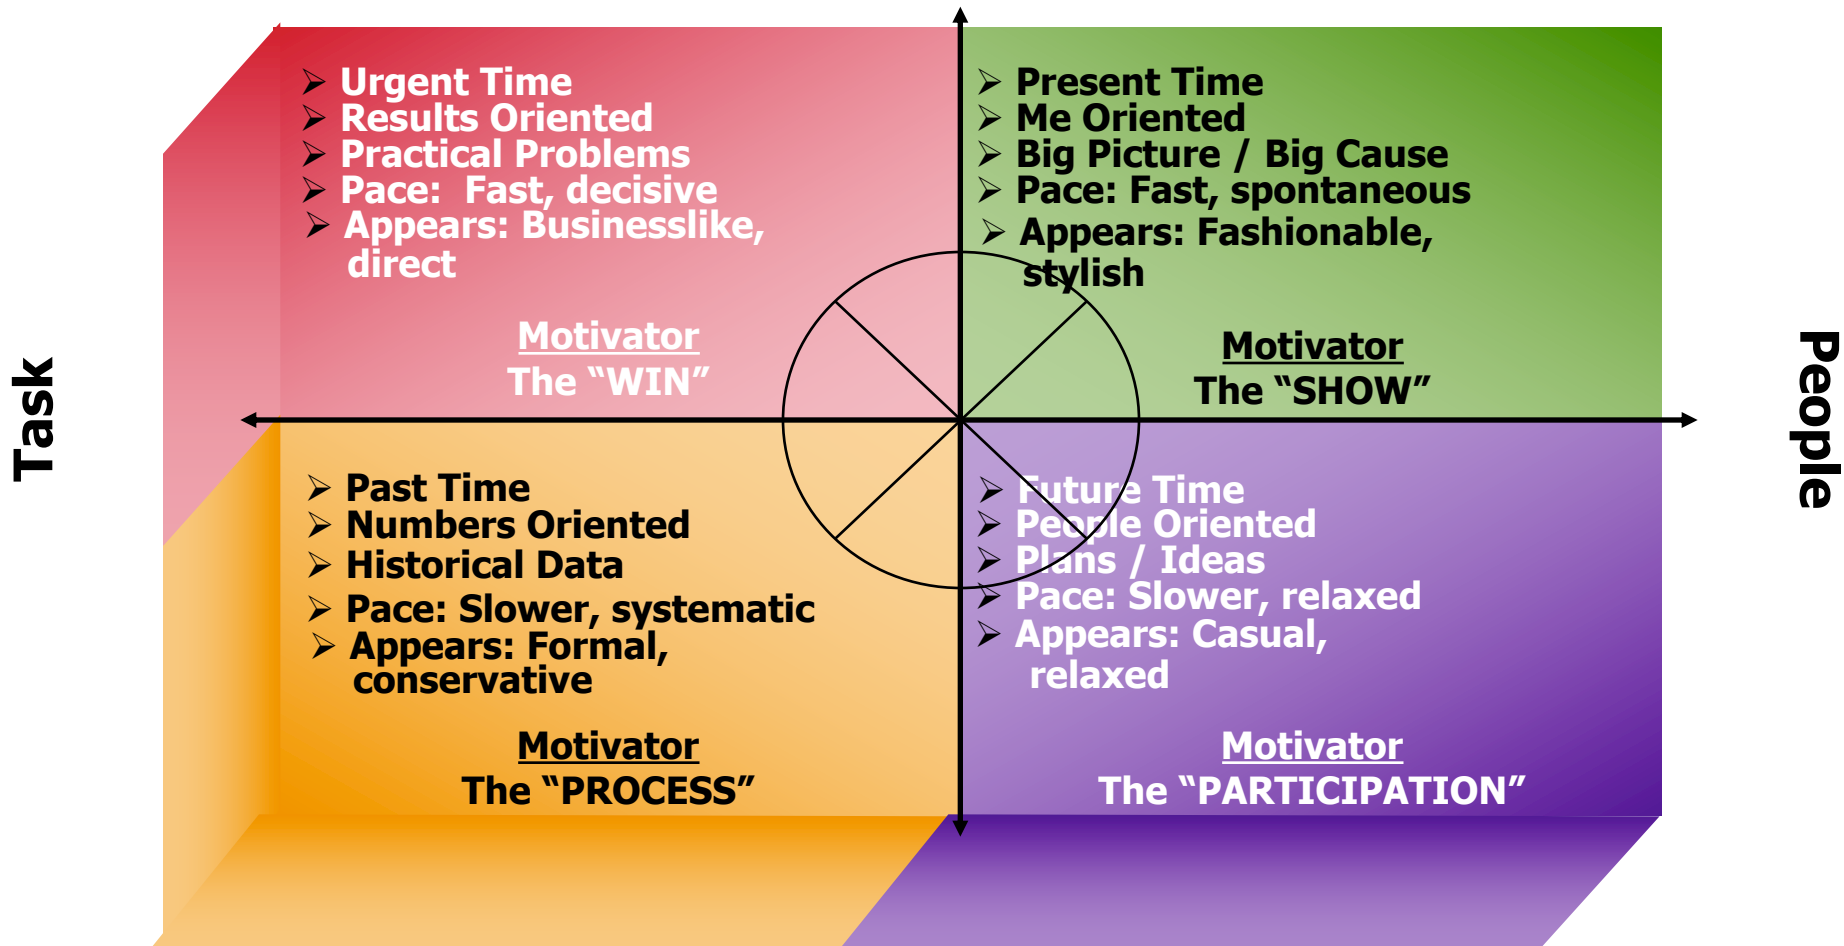 Urgent Time
Results Oriented
Practical Problems
Pace:  Fast, decisive
Appears: Businesslike,
direct
Motivator
The “WIN”
Present Time
Me Oriented
Big Picture / Big Cause
Pace: Fast, spontaneous
Appears: Fashionable,
stylish
Motivator
The “SHOW”
Task
People
Past Time
Numbers Oriented
Historical Data
Pace: Slower, systematic
Appears: Formal,
conservative
Motivator
The “PROCESS”
Future Time
People Oriented
Plans / Ideas
Pace: Slower, relaxed
Appears: Casual,
relaxed
Motivator
The “PARTICIPATION”